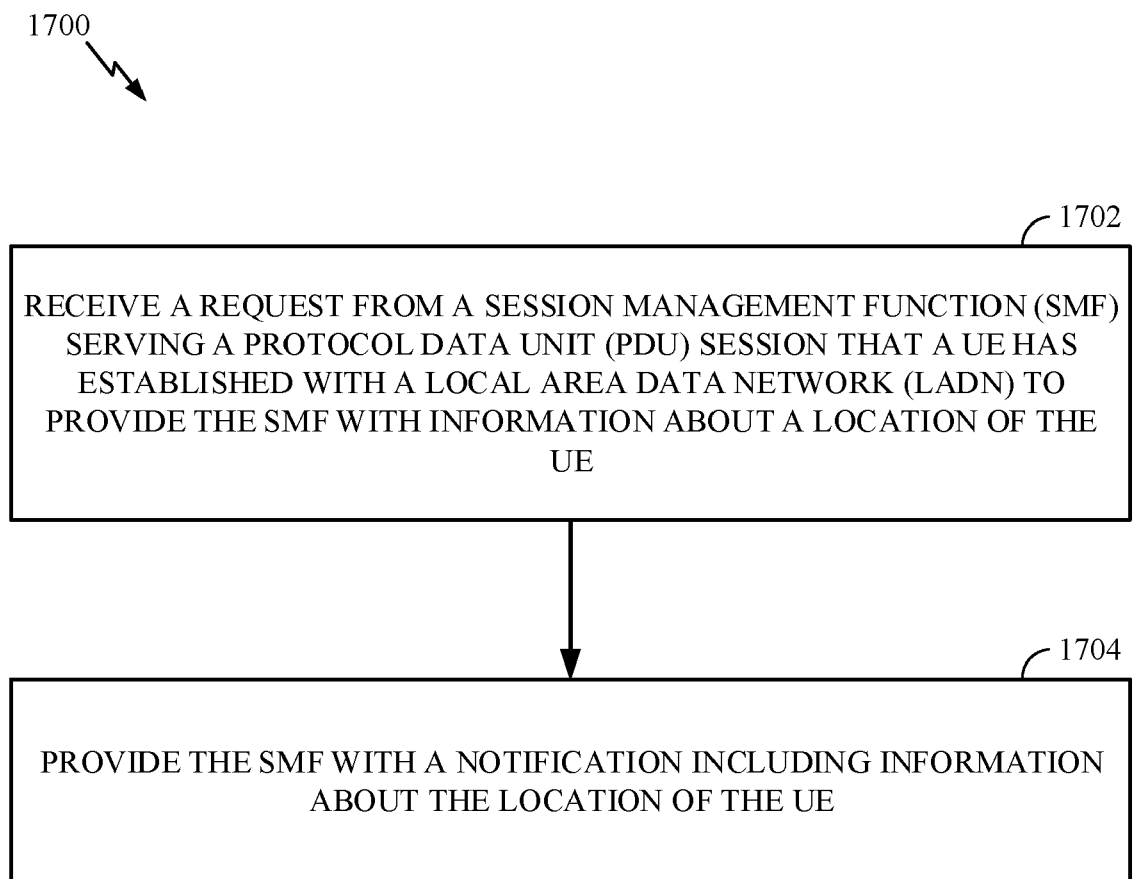 1700
1702
RECEIVE A REQUEST FROM A SESSION MANAGEMENT FUNCTION (SMF)
SERVING A PROTOCOL DATA UNIT (PDU) SESSION THAT A UE HAS
ESTABLISHED WITH A LOCAL AREA DATA NETWORK (LADN) TO
PROVIDE THE SMF WITH INFORMATION ABOUT A LOCATION OF THE
UE
1704
PROVIDE THE SMF WITH A NOTIFICATION INCLUDING INFORMATION
ABOUT THE LOCATION OF THE UE